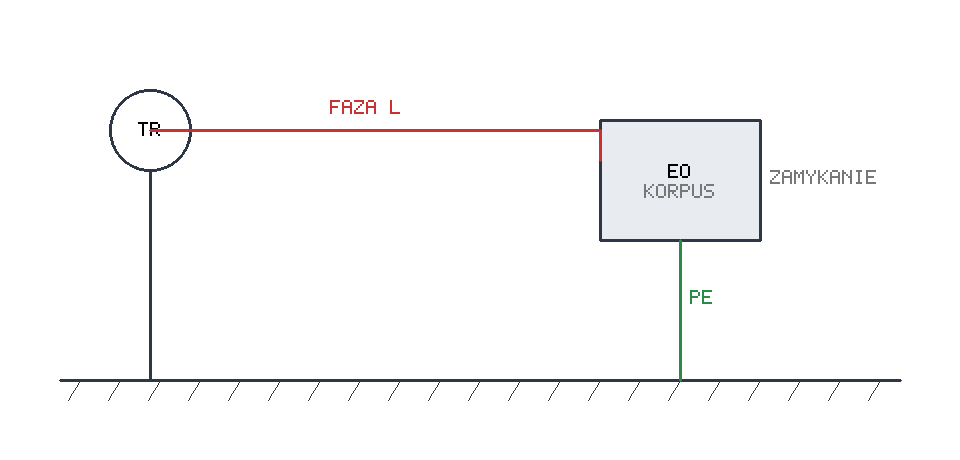 FAZA L
TR
EO
KORPUS
ZAMYKANIE
PE